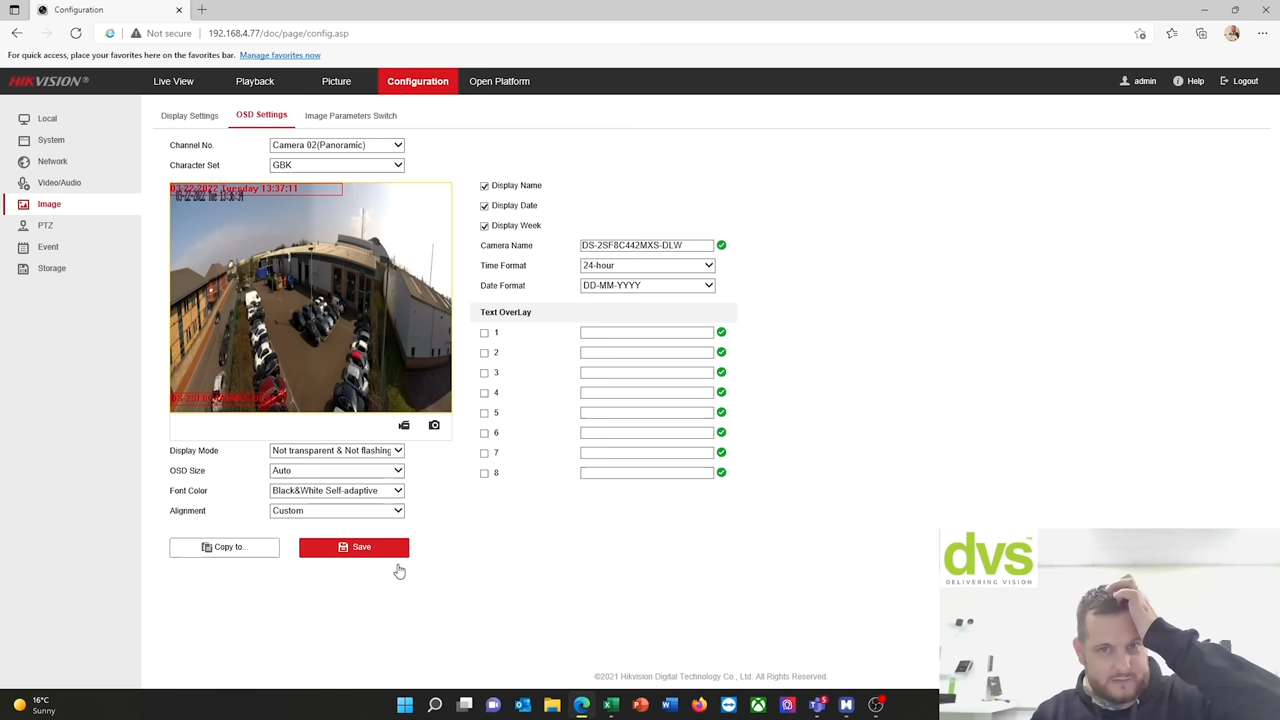 Configuration
Not secure 192.168.4.77/doc/page/config.asp
For quick access, place your favorites here on the favorites bar. Manage favorites now
HIKVISION®
Live View
Playback
Picture
Configuration
Open Platform
admin
Help
Logout
Local
System
Network
Video/Audio
Image
PTZ
Event
Storage
Display Settings
OSD Settings
Image Parameters Switch
Channel No. Camera 02(Panoramic)
Character Set GBK
03-22-2022 Tuesday 13:37:11
03-22-2022 Tue
Display Mode Not transparent & Not flashing
OSD Size Auto
Font Color Black&White Self-adaptive
Alignment Custom
Copy to...
Save
Display Name
Display Date
Display Week
Camera Name DS-2SF8C442MXS-DLW
Time Format 24-hour
Date Format DD-MM-YYYY
Text OverLay
1
2
3
4
5
6
7
8
dvs™
DELIVERING VISION
©2021 Hikvision Digital Technology Co., Ltd. All Rights Reserved.
16°C
Sunny